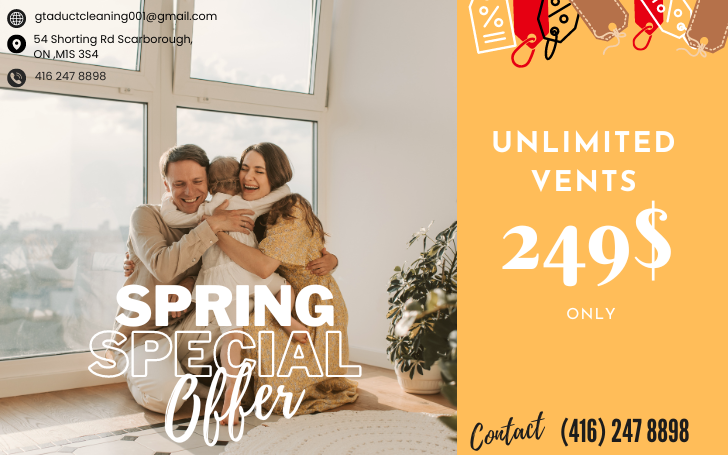 gtaductcleaning001@gmail.com
54 Shorting Rd Scarborough,
ON ,M1S 3S4
416 247 8898
SPRING
SPECIAL
Offer
UNLIMITED
VENTS
249$
ONLY
Contact (416) 247 8898